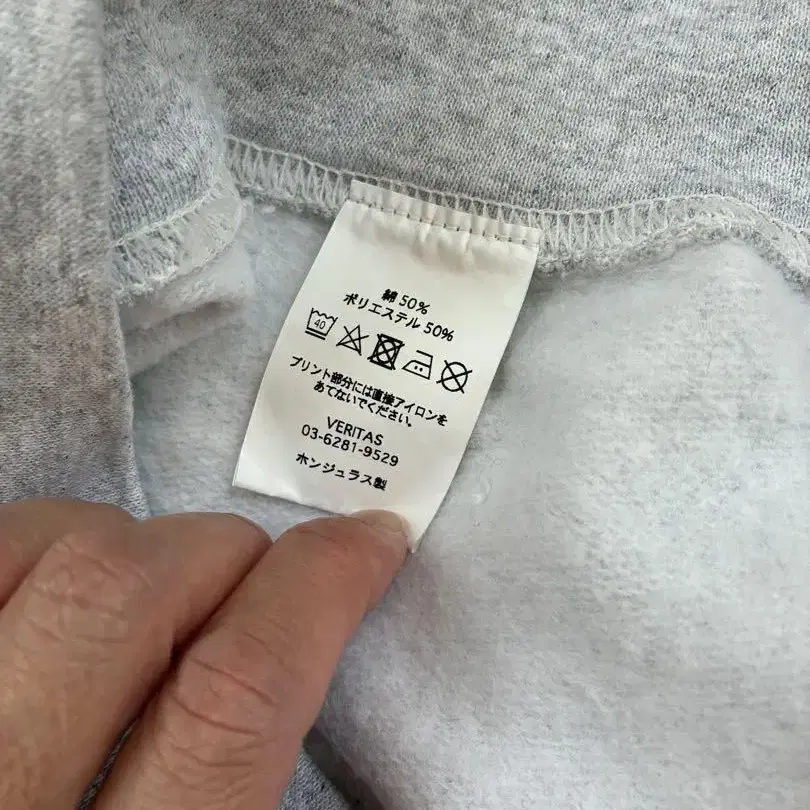 綿 50%
ポリエステル 50%
40
プリント部分には直接アイロンを
あてないでください。
VERITAS
03-6281-9529
ホンジュラス製